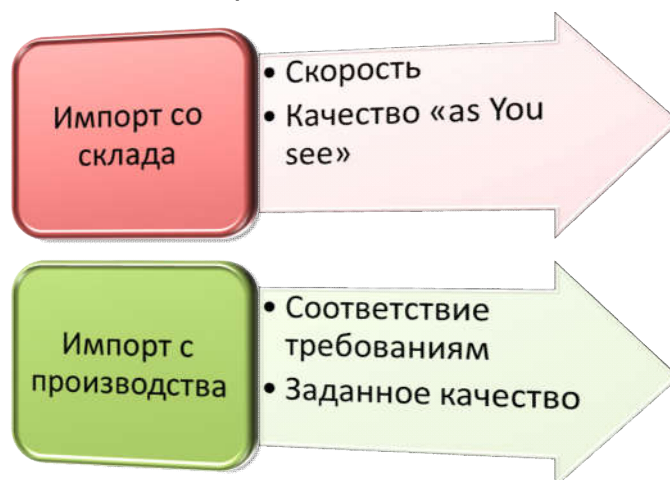 Импорт со
склада
• Скорость
• Качество «as You
see»
Импорт с
производства
• Соответствие
требованиям
• Заданное качество